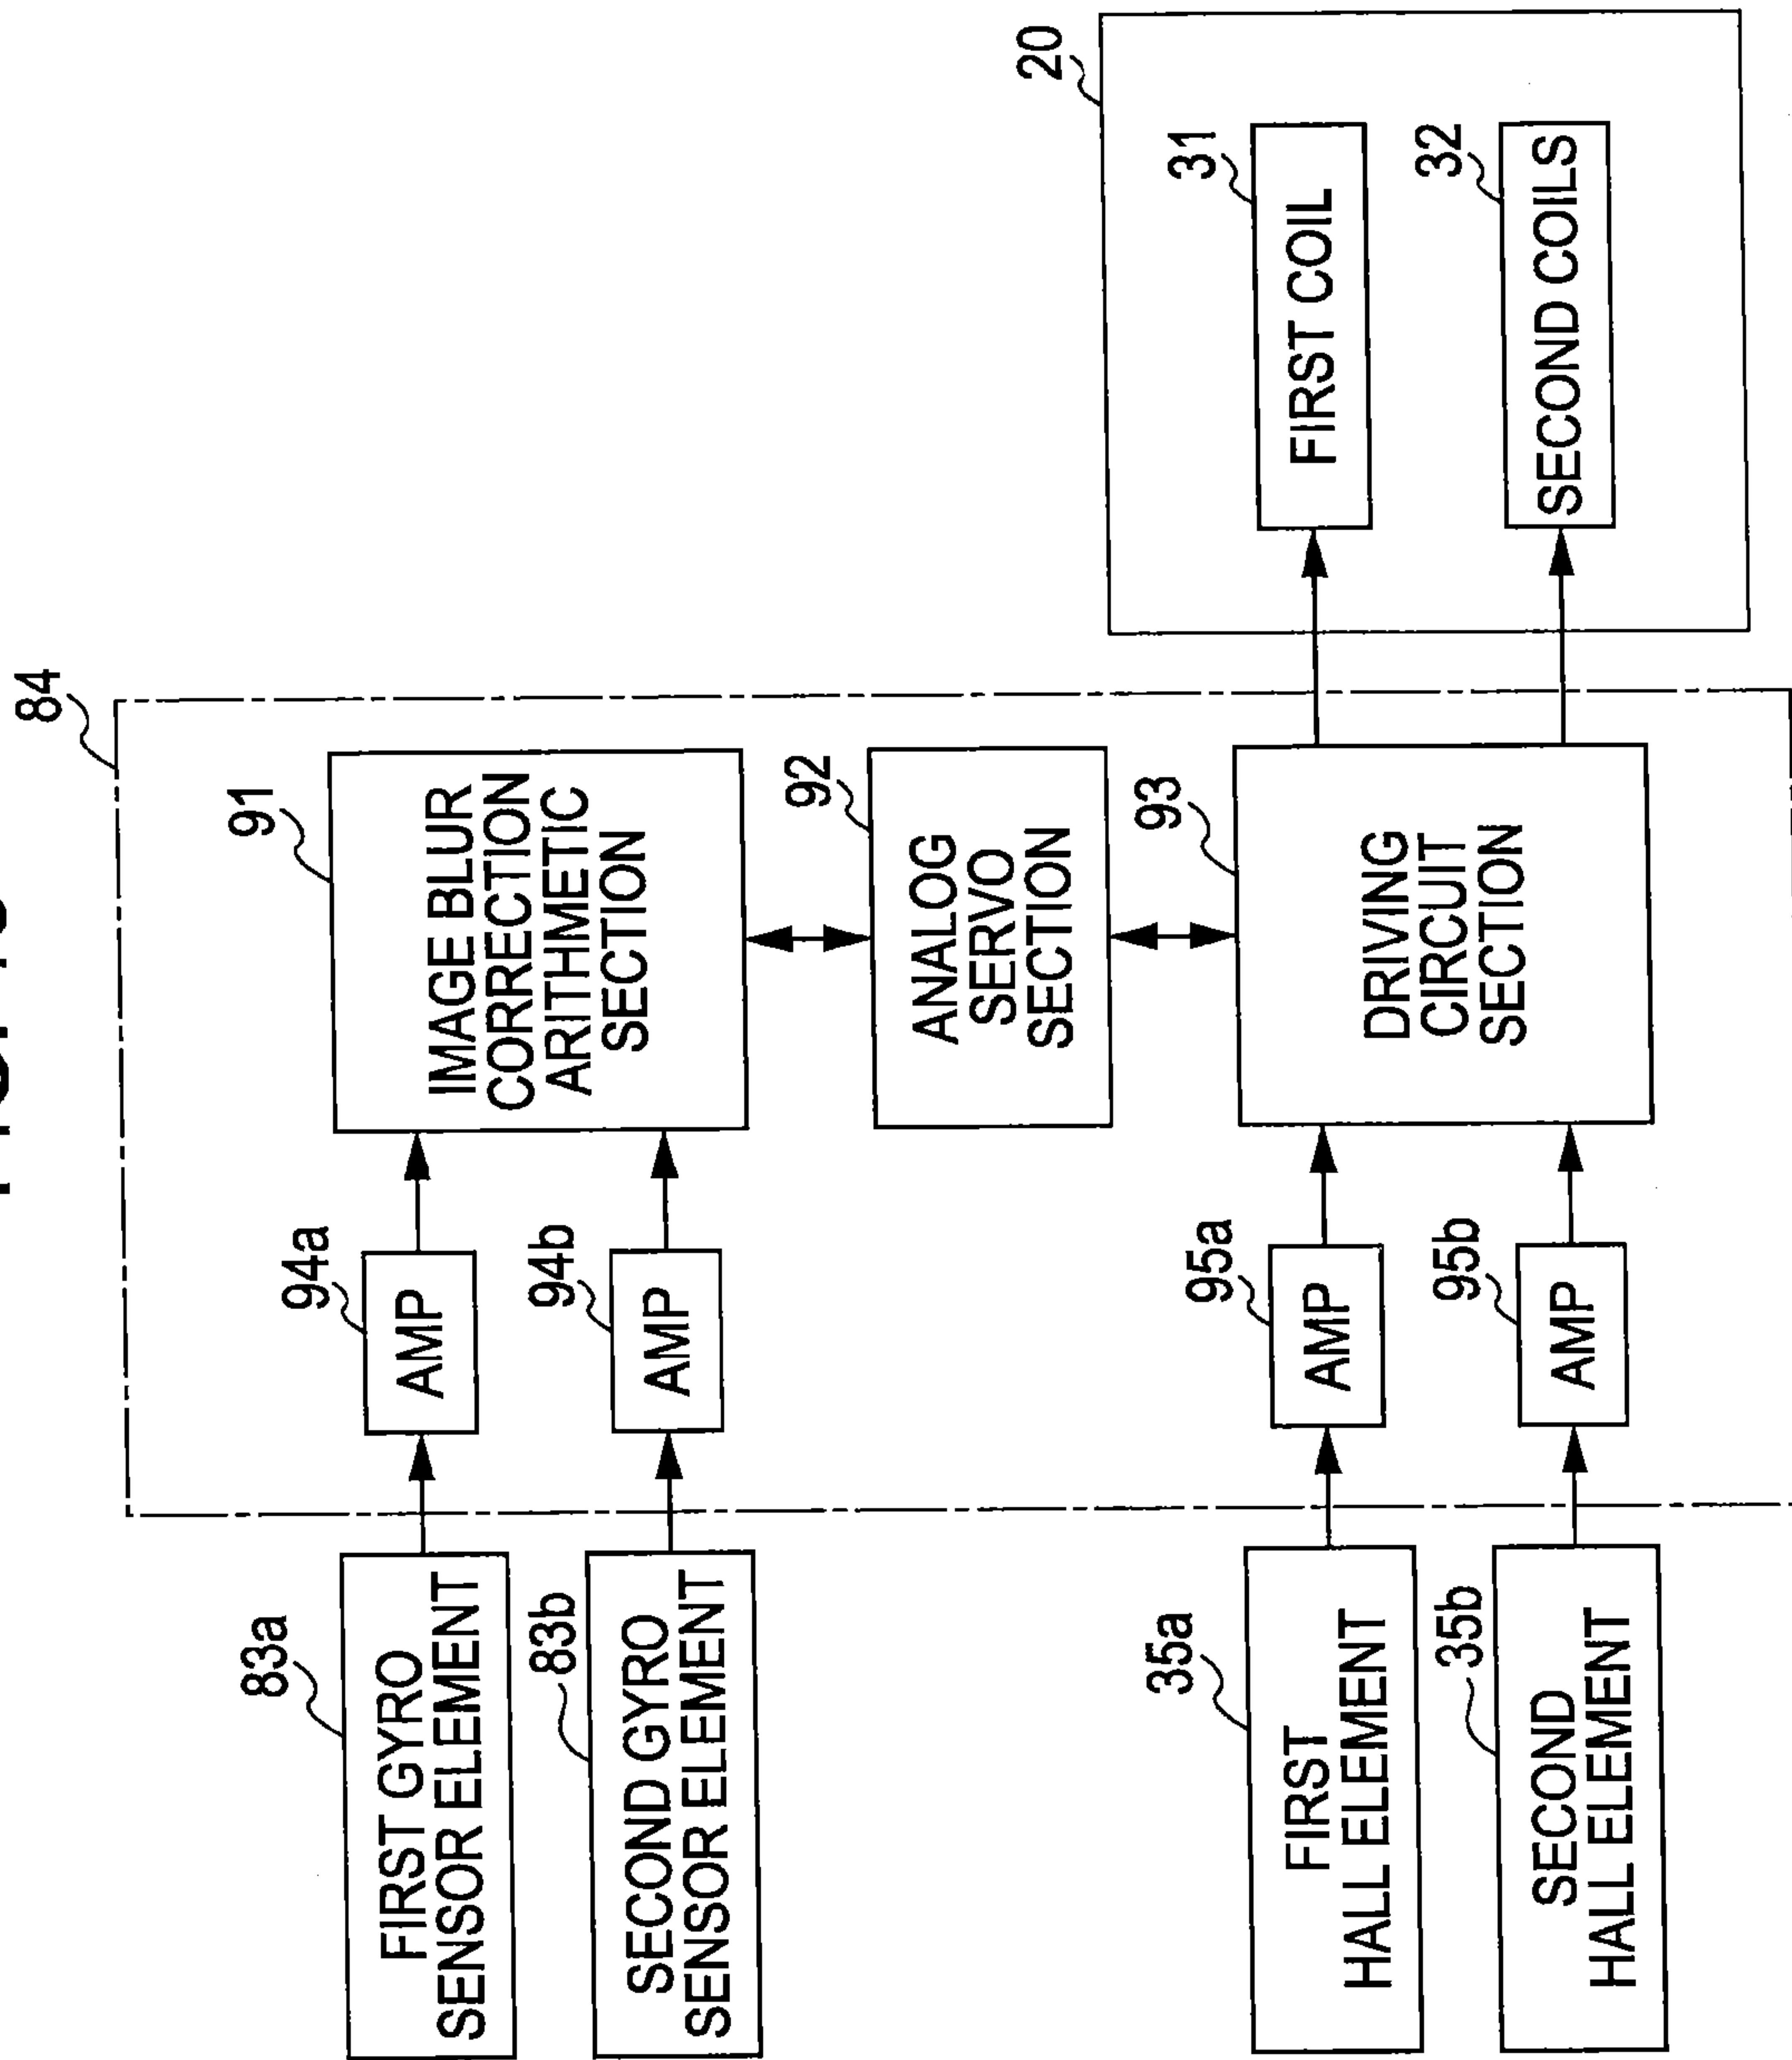 84
20
83a
FIRST GYRO
SENSOR ELEMENT
94a
AMP
91
IMAGE BLUR
CORRECTION
ARITHMETIC
SECTION
83b
SECOND GYRO
SENSOR ELEMENT
94b
AMP
92
ANALOG
SERVO
SECTION
35a
FIRST
HALL ELEMENT
95a
AMP
93
DRIVING
CIRCUIT
SECTION
31
FIRST COIL
35b
SECOND
HALL ELEMENT
95b
AMP
32
SECOND COILS